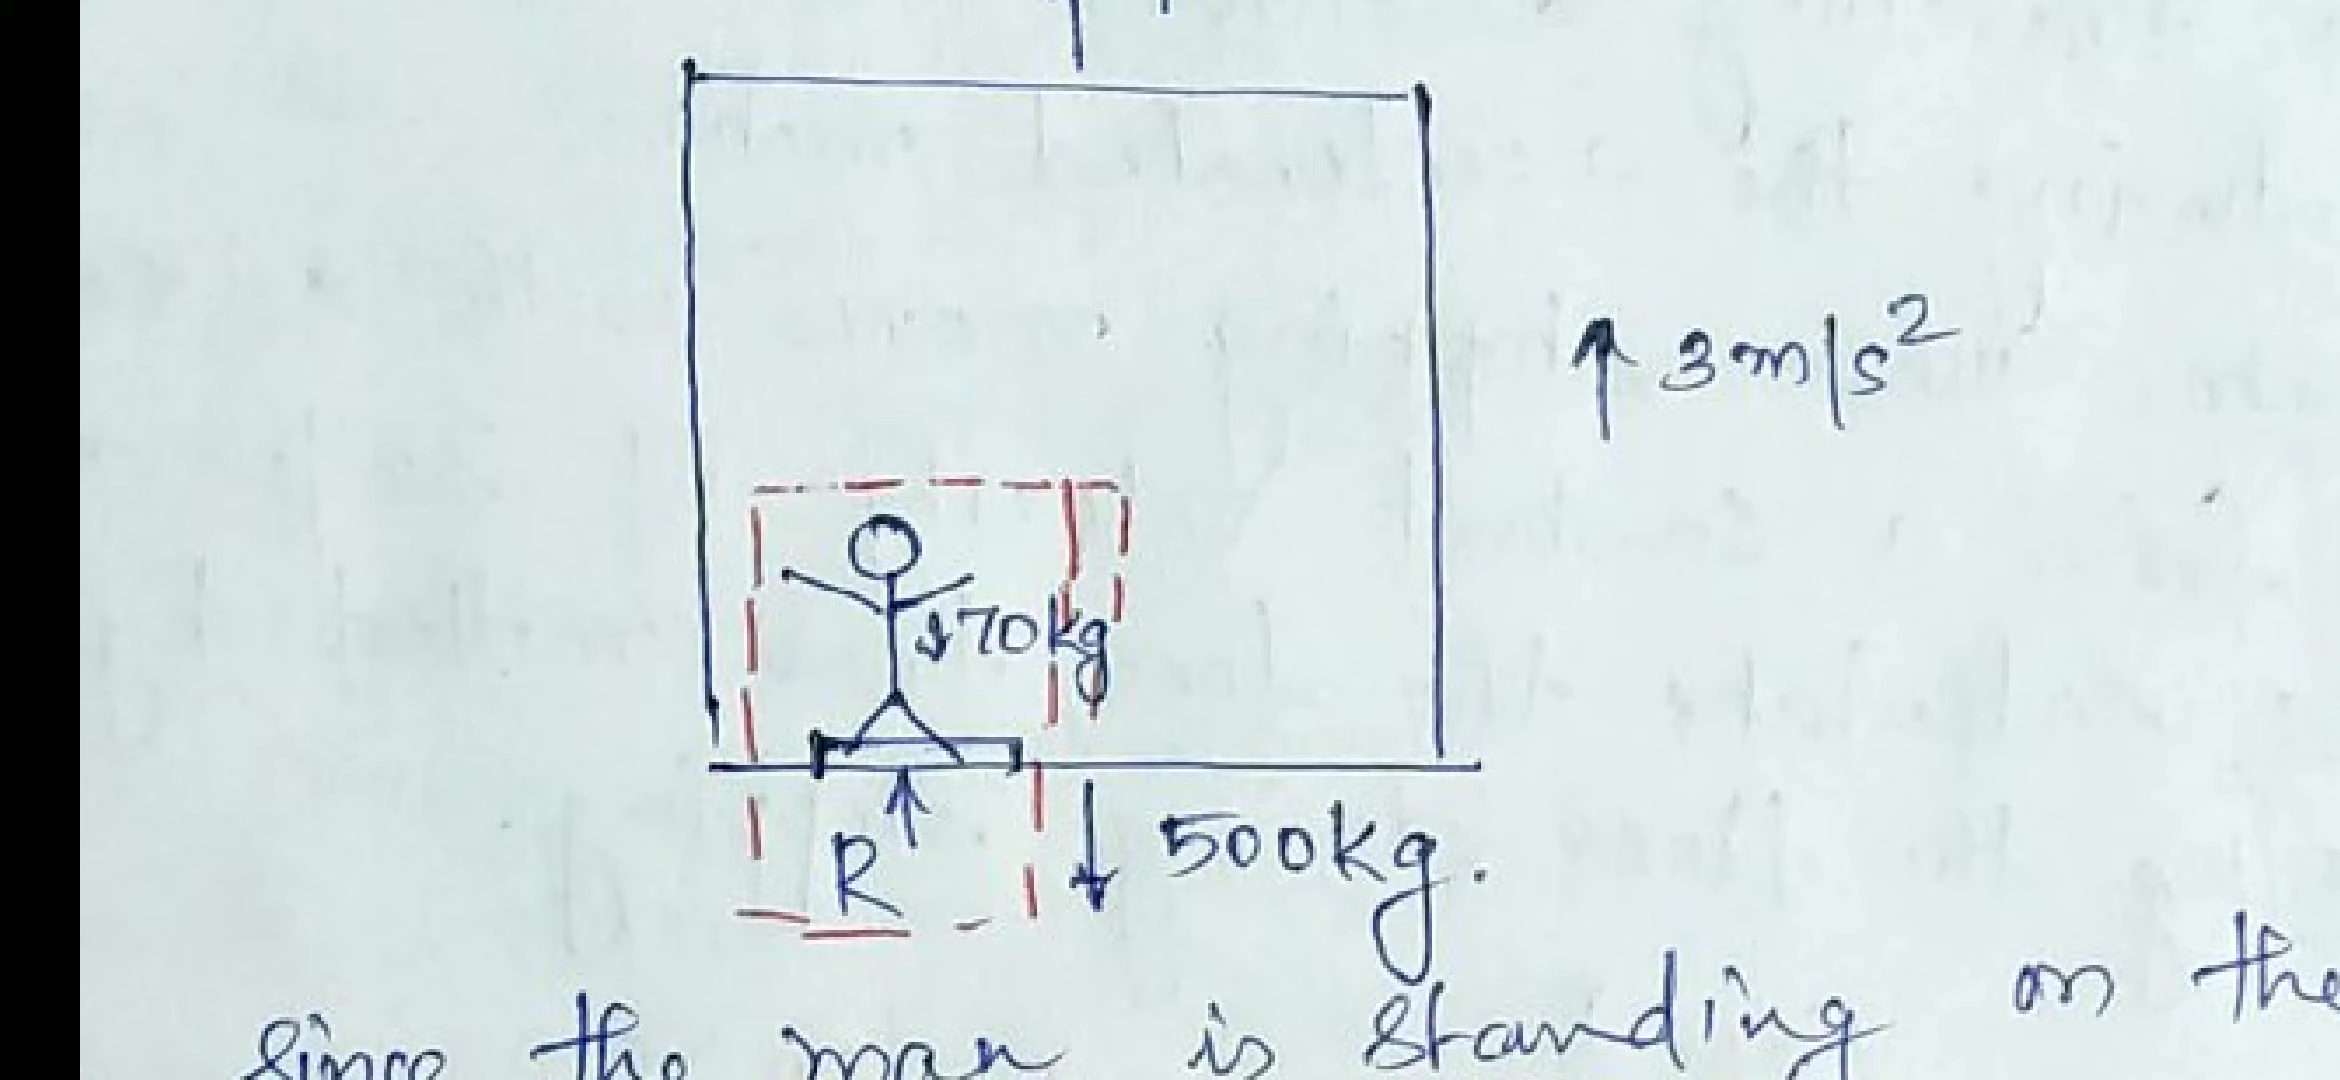 3m/s²
70kg
R
500kg.
Since the man is standing on the